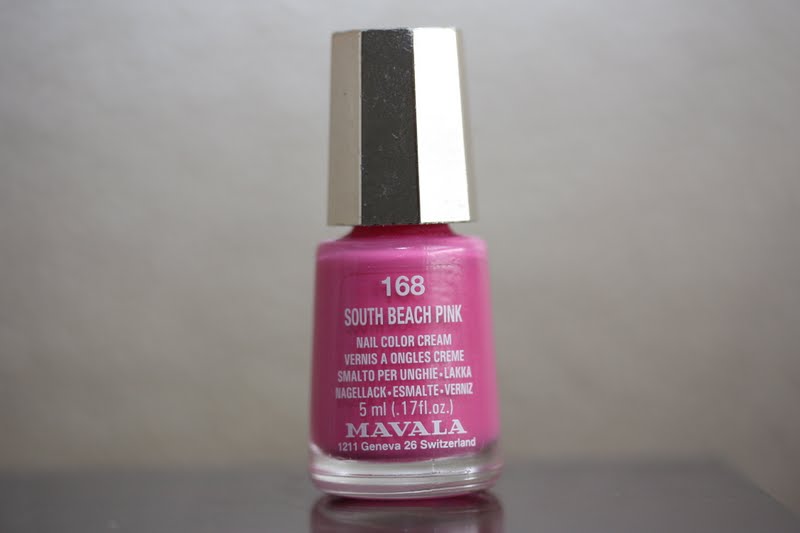 168
SOUTH BEACH PINK
NAIL COLOR CREAM
VERNIS A ONGLES CREME
SMALTO PER UNGHIE•LAKKA
NAGELLACK•ESMALTE•VERNIZ
5 ml (.17fl.oz.)
MAVALA
1211 Geneva 26 Switzerland